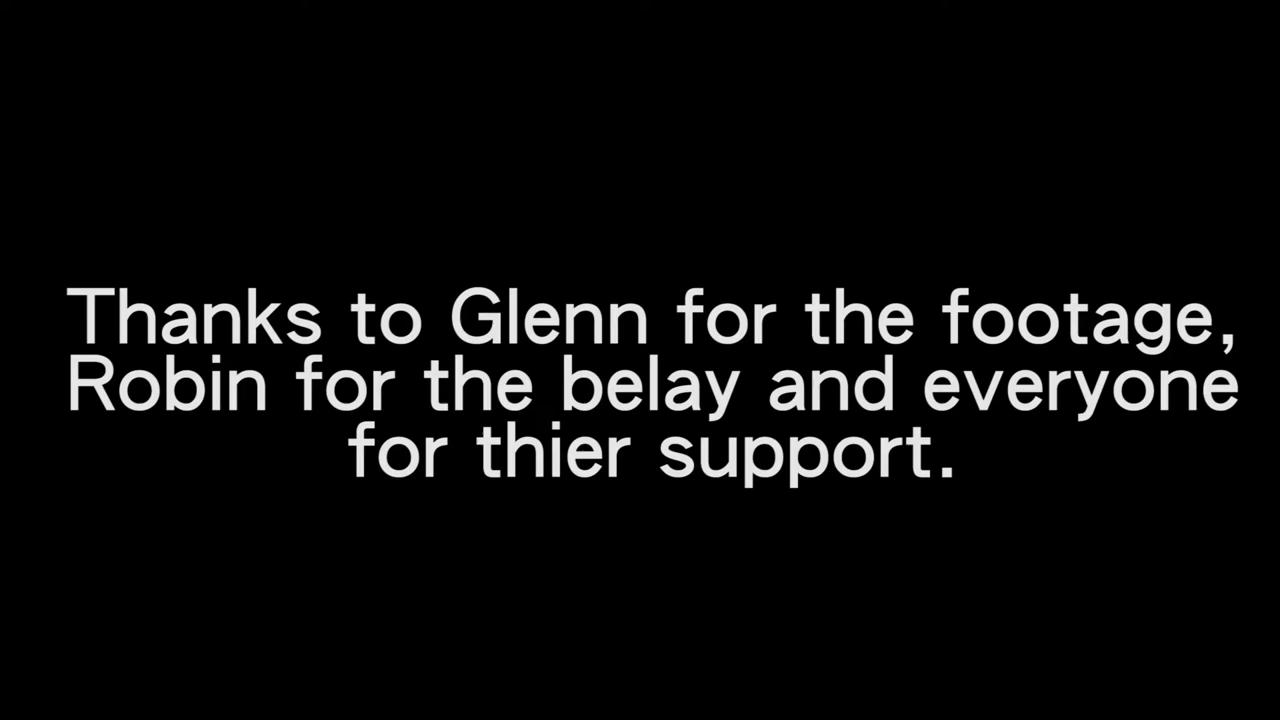 Thanks to Glenn for the footage,
Robin for the belay and everyone
for thier support.